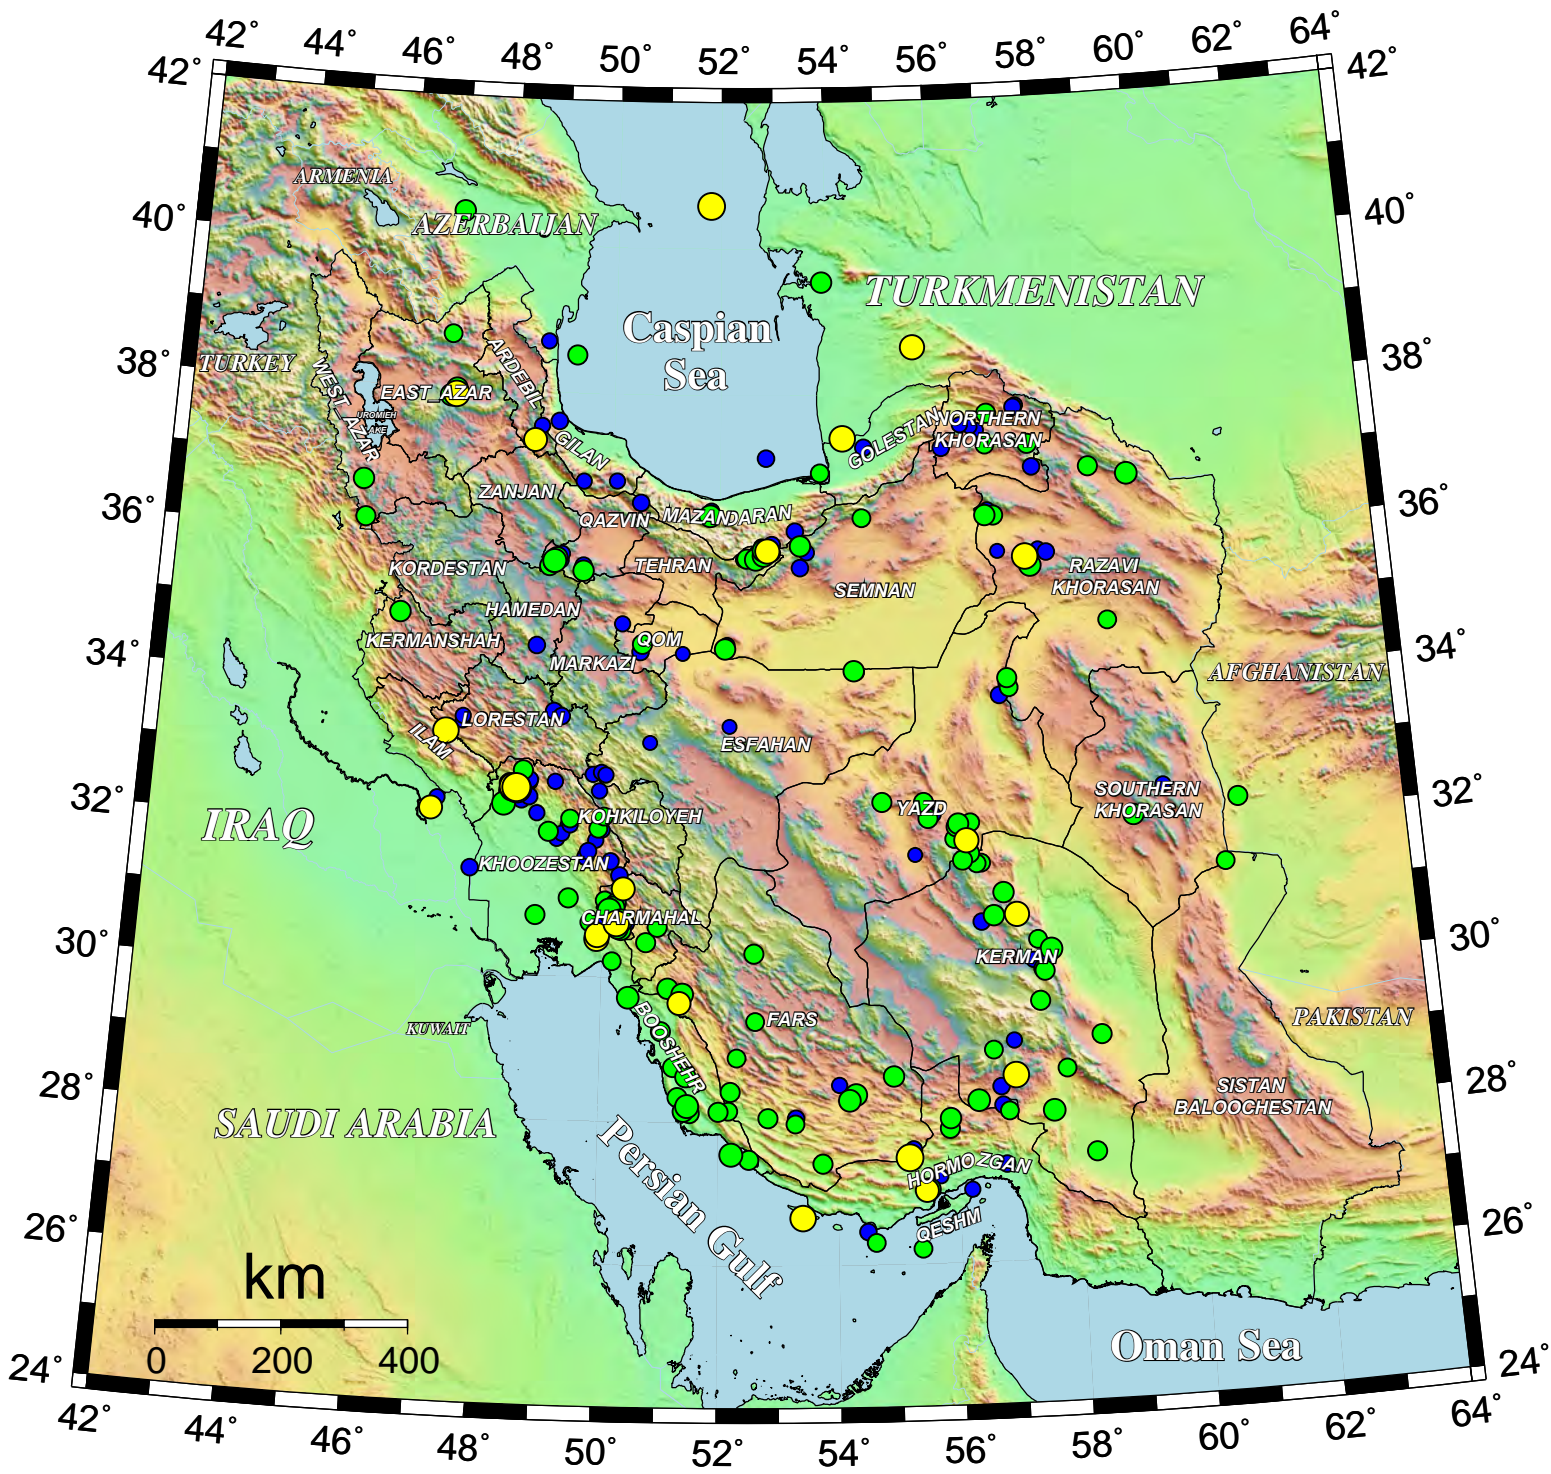 42° 44° 46° 48° 50° 52° 54° 56° 58° 60° 62° 64°
42° 42°
ARMENIA
40° 40°
AZERBAIJAN
TURKMENISTAN
Caspian
Sea
38° 38°
TURKEY
ARDEBIL
WEST_AZAR
EAST_AZAR
UROMIEH
LAKE
GOLESTAN
NORTHERN
KHORASAN
GILAN
ZANJAN
36° 36°
QAZVIN
MAZANDARAN
KORDESTAN
TEHRAN
RAZAVI
KHORASAN
SEMNAN
HAMEDAN
KERMANSHAH
QOM
34° 34°
MARKAZI
AFGHANISTAN
LORESTAN
ILAM
ESFAHAN
32° 32°
SOUTHERN
KHORASAN
YAZD
KOHKILOYEH
IRAQ
KHOOZESTAN
CHARMAHAL
30° 30°
KERMAN
KUWAIT
FARS
PAKISTAN
BOOSHEHR
28° 28°
SISTAN
BALOOCHESTAN
SAUDI ARABIA
Persian Gulf
HORMOZGAN
QESHM
26° 26°
km
0 200 400
Oman Sea
24° 24°
42° 44° 46° 48° 50° 52° 54° 56° 58° 60° 62° 64°